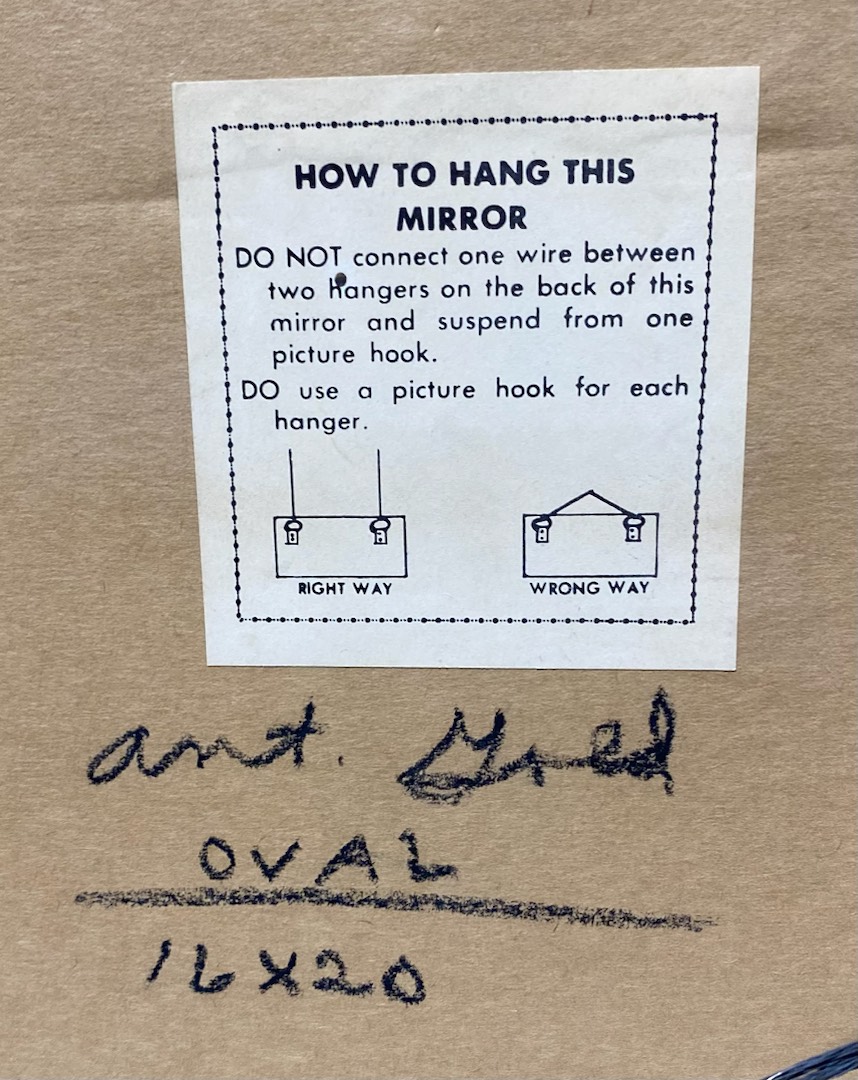 HOW TO HANG THIS
MIRROR
DO NOT connect one wire between
two hangers on the back of this
mirror and suspend from one
picture hook.
DO use a picture hook for each
hanger.
RIGHT WAY
WRONG WAY
ant.
OVAL
16X20